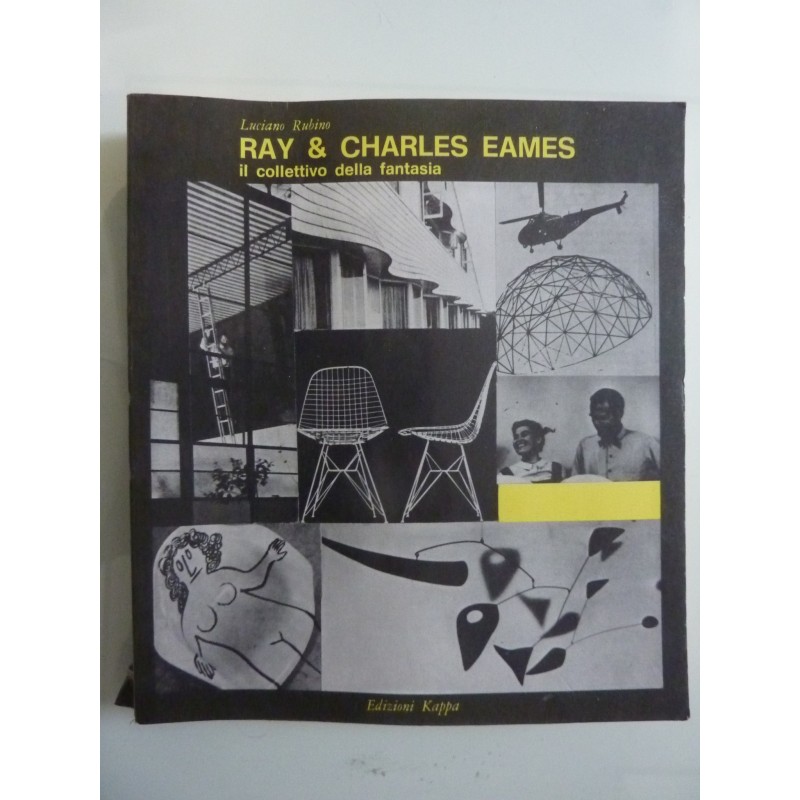 Luciano Rubino
RAY & CHARLES EAMES
il collettivo della fantasia
Edizioni Kappa